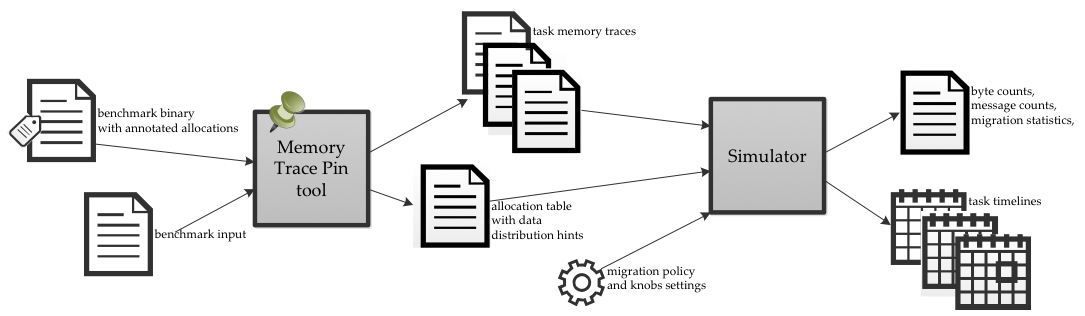 task memory traces
benchmark binary
with annotated allocations
Memory
Trace Pin
tool
benchmark input
allocation table
with data
distribution hints
migration policy
and knobs settings
Simulator
byte counts,
message counts,
migration statistics,
task timelines